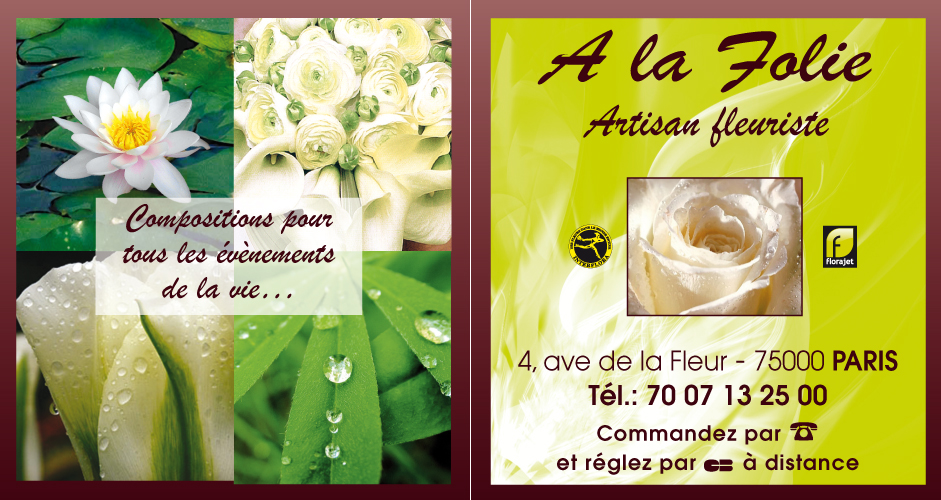 Compositions pour
tous les évènements
de la vie...
A la Folie
Artisan fleuriste
INTERFLORA
florajet
4, ave de la Fleur - 75000 PARIS
Tél.: 70 07 13 25 00
Commandez par
et réglez par à distance